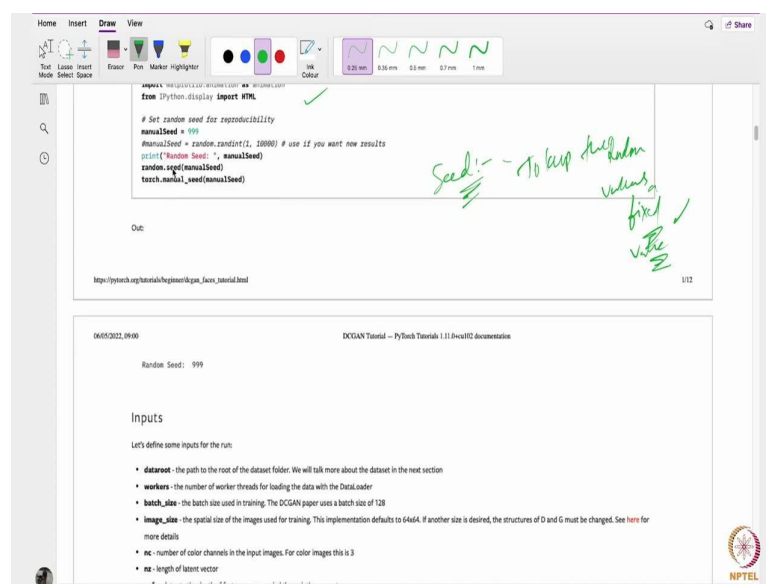 Home Insert Draw View
Share
Text Mode
Lasso Select
Insert Space
Eraser
Pen
Marker
Highlighter
Ink Colour
0.25 mm
0.35 mm
0.5 mm
0.7 mm
1 mm
import matplotlib.animation as animation
from IPython.display import HTML
# Set random seed for reproducibility
manualSeed = 999
#manualSeed = random.randint(1, 10000) # use if you want new results
print("Random Seed: ", manualSeed)
random.seed(manualSeed)
torch.manual_seed(manualSeed)
Seed :- - To keep the Random
values a
fixed
value
Out:
https://pytorch.org/tutorials/beginner/dcgan_faces_tutorial.html 1/12
06/05/2022, 09:00 DCGAN Tutorial — PyTorch Tutorials 1.11.0+cu102 documentation
Random Seed: 999
Inputs
Let's define some inputs for the run:
• dataroot - the path to the root of the dataset folder. We will talk more about the dataset in the next section
• workers - the number of worker threads for loading the data with the DataLoader
• batch_size - the batch size used in training. The DCGAN paper uses a batch size of 128
• image_size - the spatial size of the images used for training. This implementation defaults to 64x64. If another size is desired, the structures of D and G must be changed. See here for
more details
• nc - number of color channels in the input images. For color images this is 3
• nz - length of latent vector
NPTEL